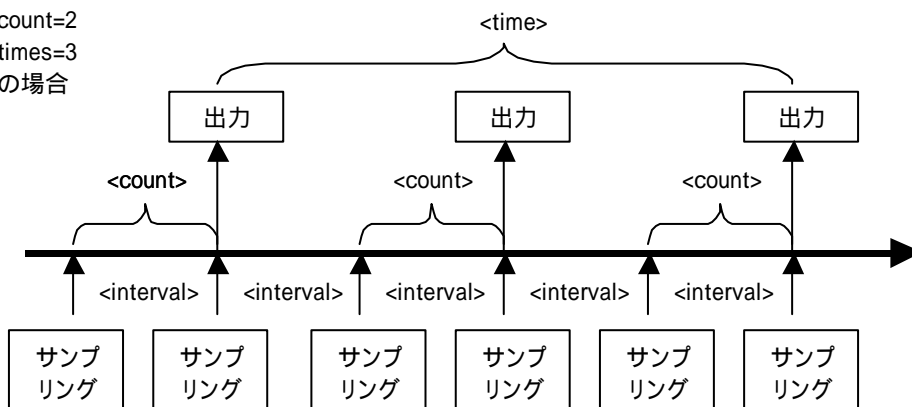 count=2
times=3
の場合
<time>
出力
出力
出力
<count>
<count>
<count>
<interval>
<interval>
<interval>
<interval>
<interval>
サンプ
リング
サンプ
リング
サンプ
リング
サンプ
リング
サンプ
リング
サンプ
リング